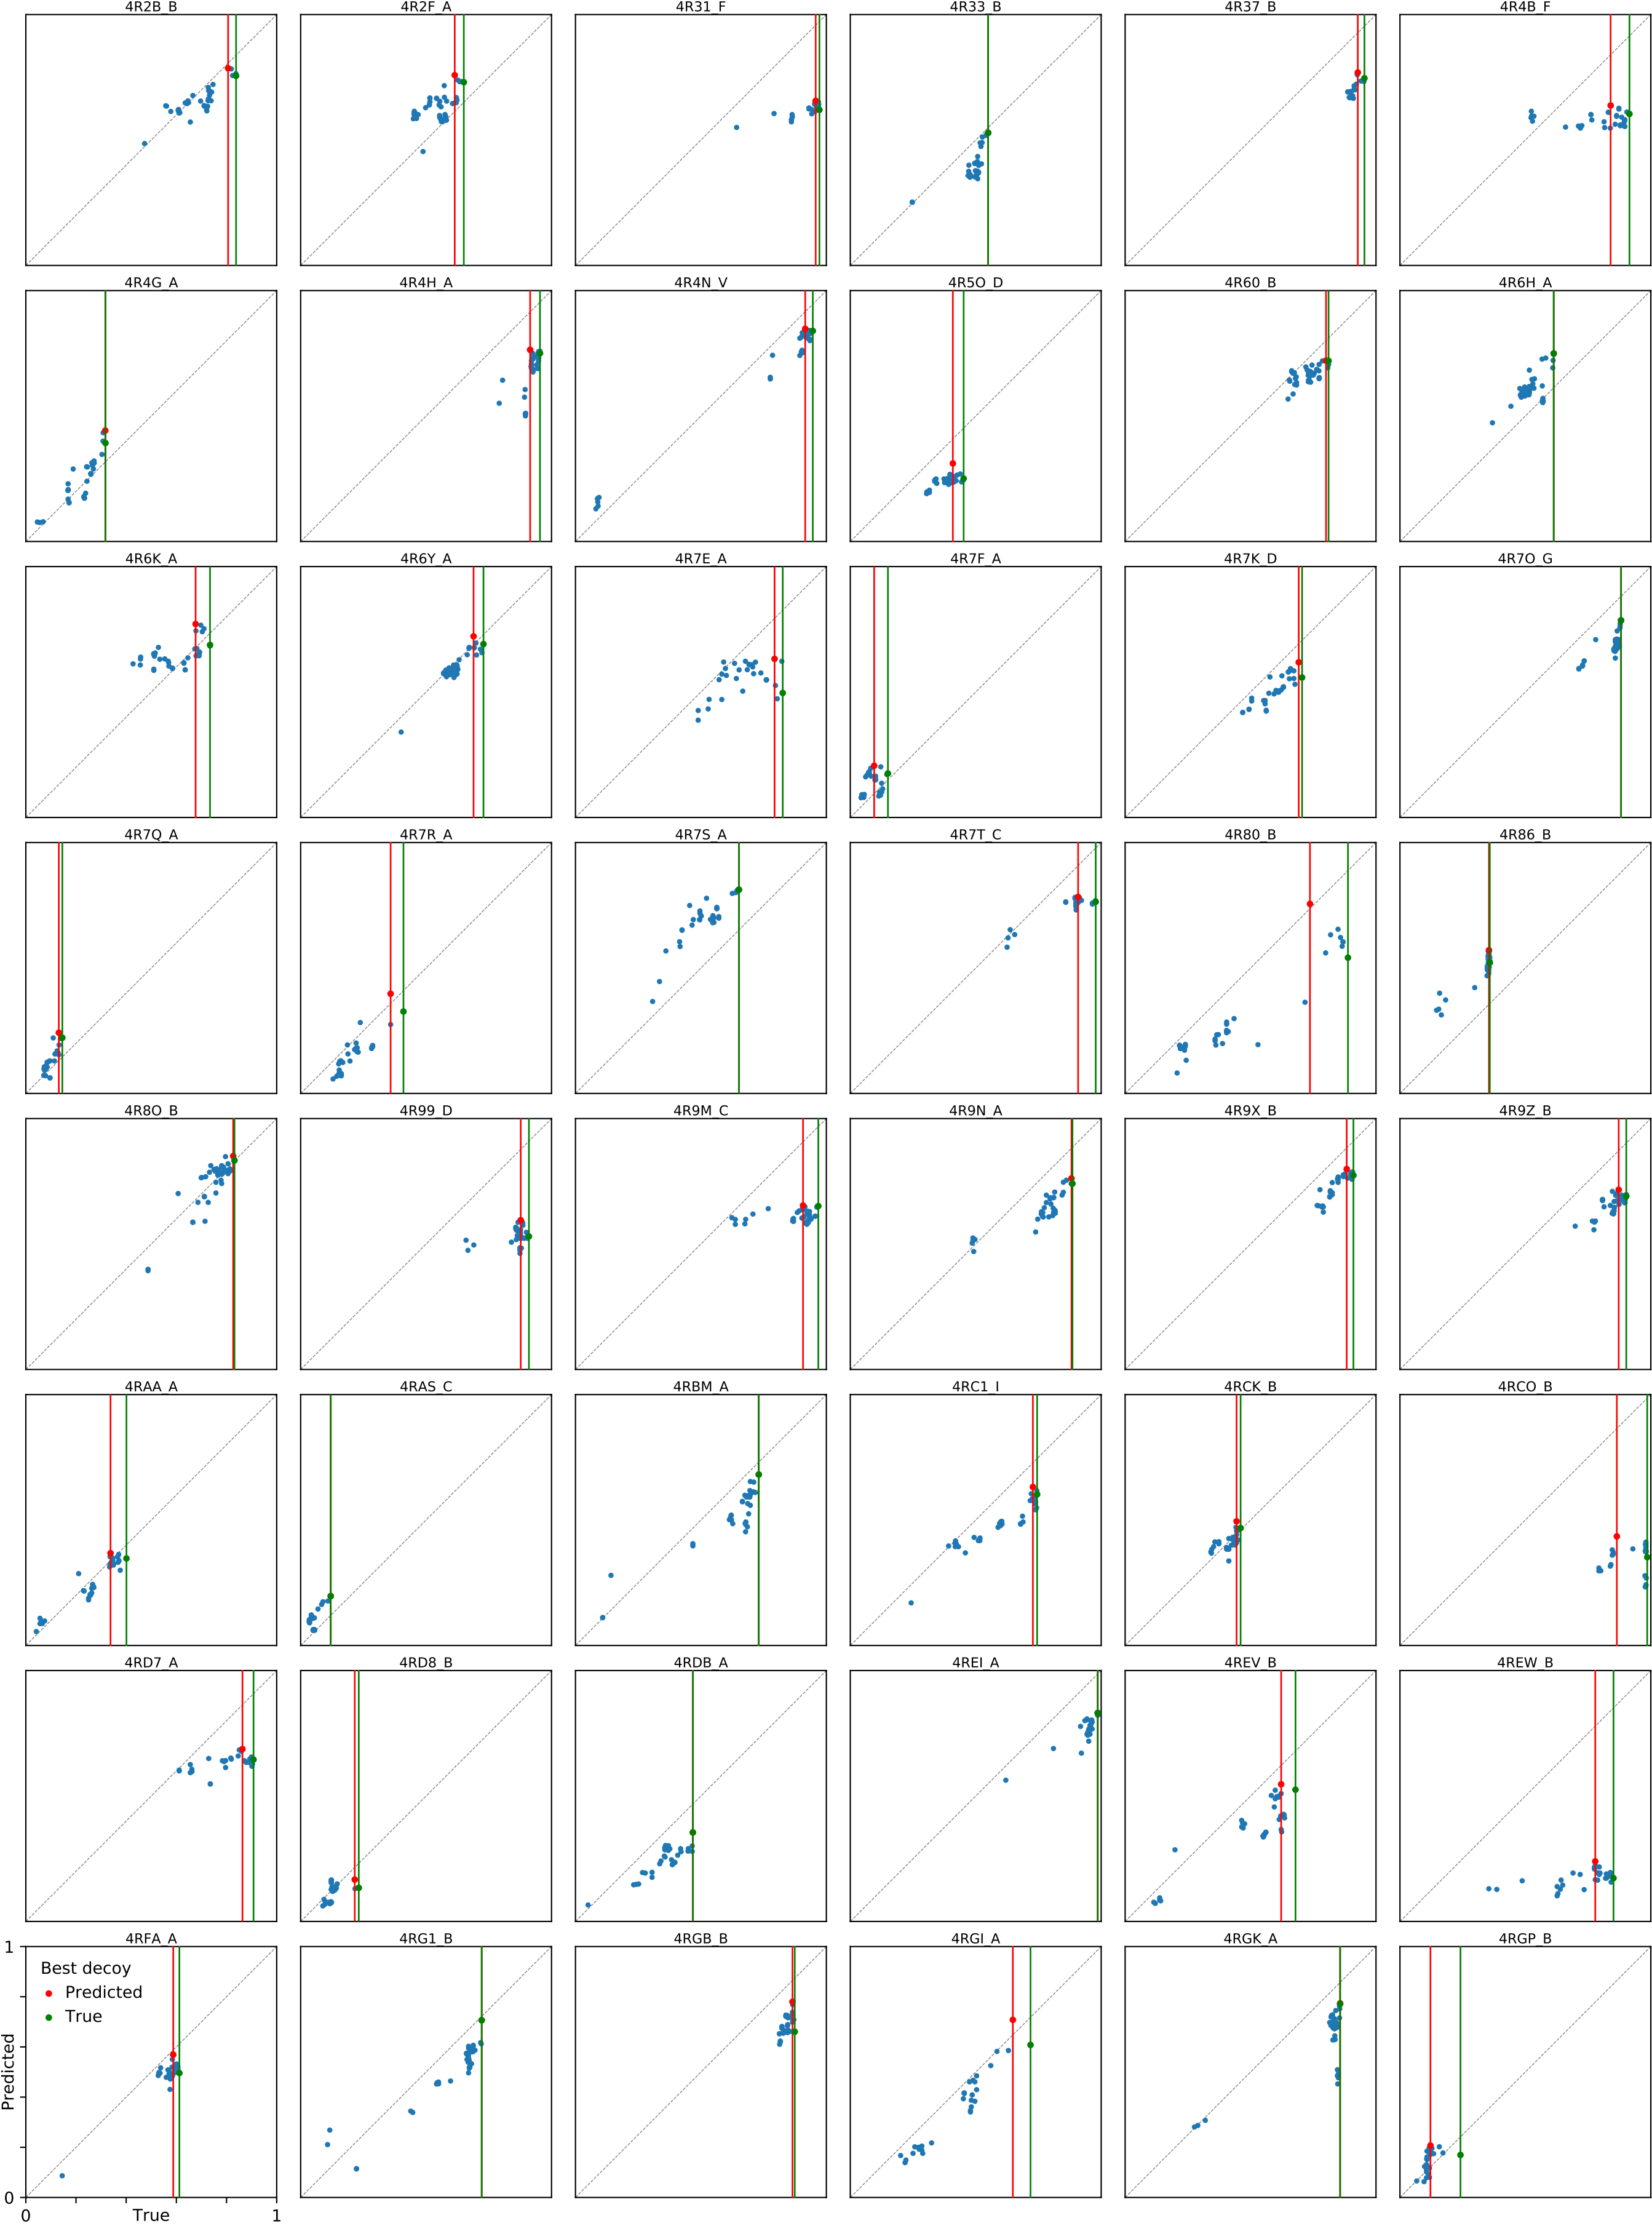 4R2B_B 4R2F_A 4R31_F 4R33_B 4R37_B 4R4B_F
4R4G_A 4R4H_A 4R4N_V 4R5O_D 4R60_B 4R6H_A
4R6K_A 4R6Y_A 4R7E_A 4R7F_A 4R7K_D 4R7O_G
4R7Q_A 4R7R_A 4R7S_A 4R7T_C 4R80_B 4R86_B
4R8O_B 4R99_D 4R9M_C 4R9N_A 4R9X_B 4R9Z_B
4RAA_A 4RAS_C 4RBM_A 4RC1_I 4RCK_B 4RCO_B
4RD7_A 4RD8_B 4RDB_A 4REI_A 4REV_B 4REW_B
4RFA_A 4RG1_B 4RGB_B 4RGI_A 4RGK_A 4RGP_B
1
Best decoy
Predicted
True
Predicted
0
0 True 1